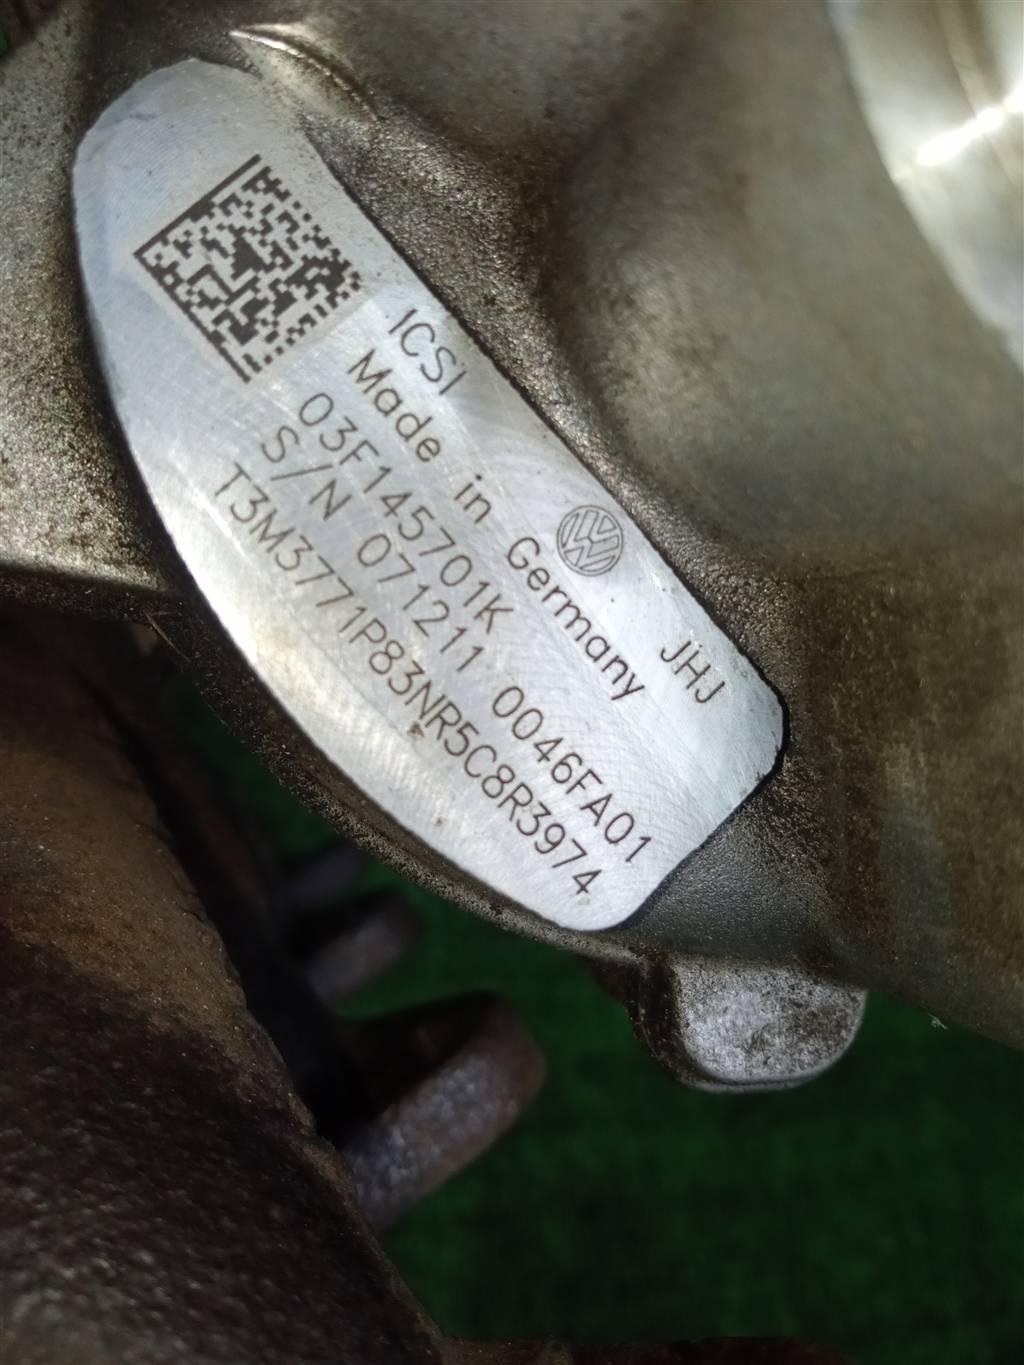 ICSI JHJ
Made in Germany
03F145701K
S/N 071211 0046FA01
T3M3771P83NR5C8R3974